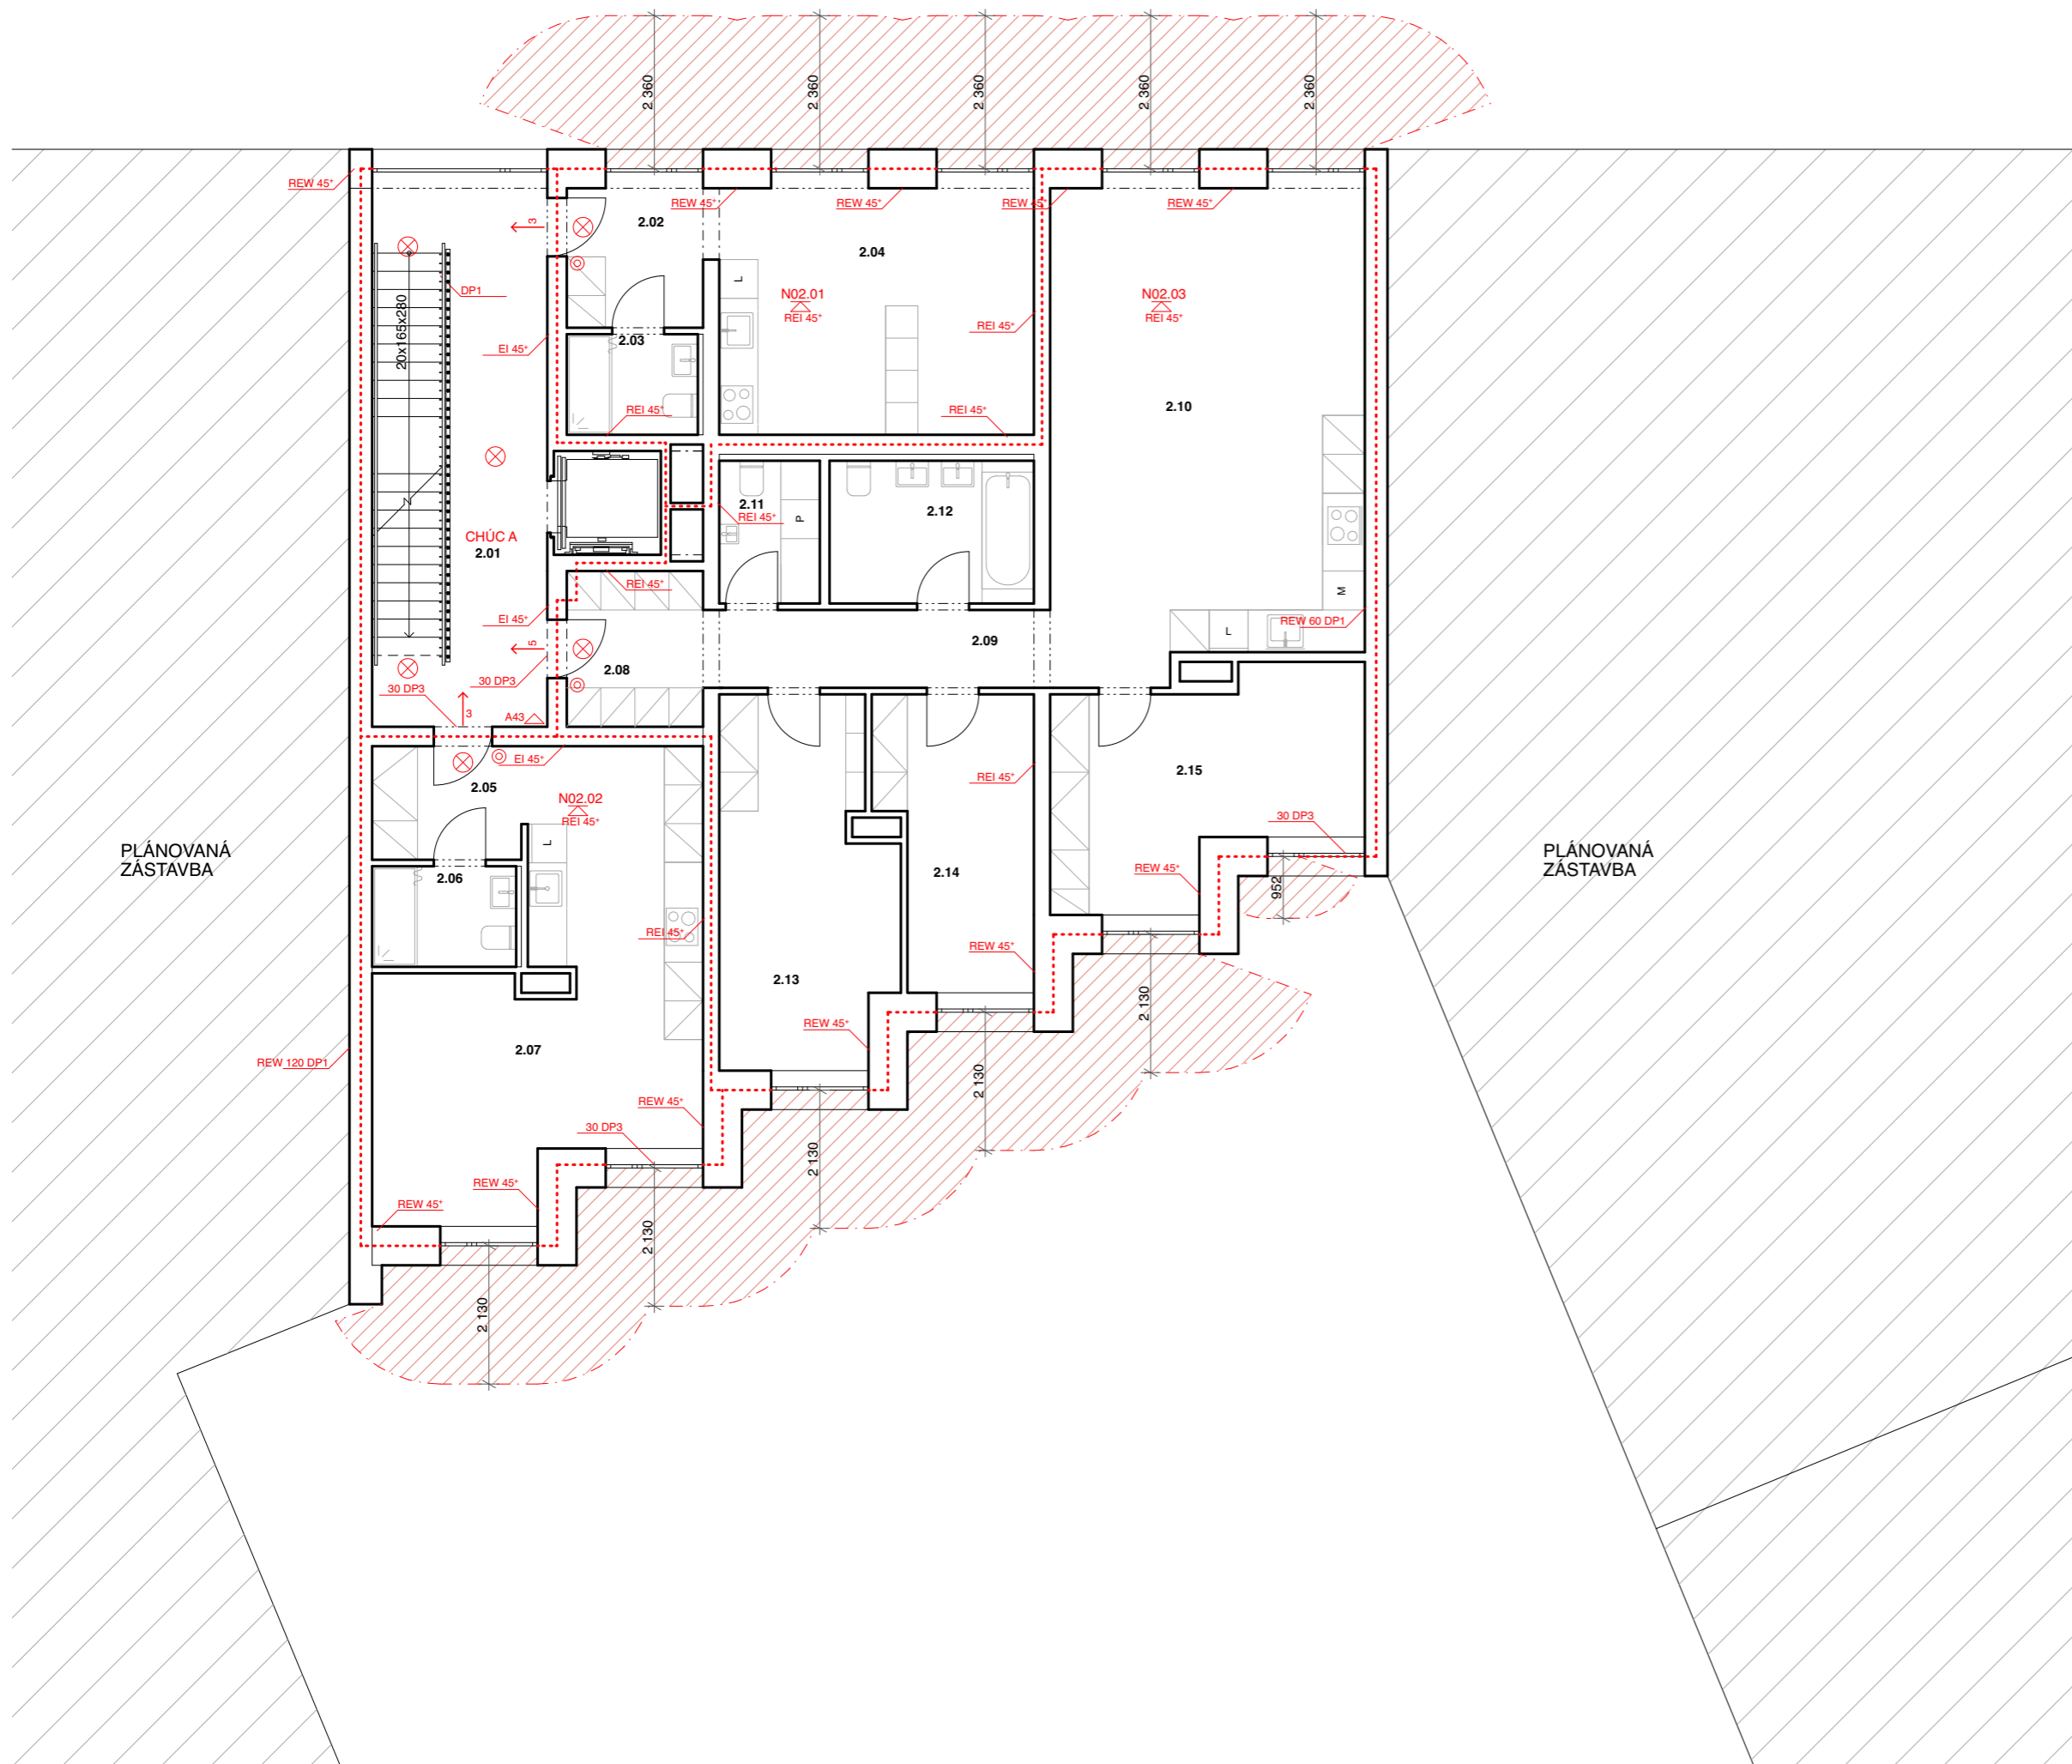 2 360
2 360
2 360
2 360
2 360
REW 45+
REW 45+
REW 45+
REW 45+
REW 45+
3
2.02
2.04
DP1
20x165x280
L
N02.01
REI 45+
N02.03
REI 45+
REI 45+
EI 45+
2.03
REI 45+
REI 45+
2.10
2.11
REI 45+
P
2.12
CHÚC A
2.01
REI 45+
M
EI 45+
REW 60 DP1
L
5
2.09
2.08
30 DP3
30 DP3
3
A43
EI 45+
2.05
N02.02
REI 45+
REI 45+
2.15
30 DP3
PLÁNOVANÁ
ZÁSTAVBA
PLÁNOVANÁ
ZÁSTAVBA
L
2.06
2.14
REW 45+
952
REI 45+
REW 45+
2.13
2 130
REW 45+
2.07
REW 120 DP1
2 130
REW 45+
30 DP3
2 130
REW 45+
REW 45+
2 130
2 130